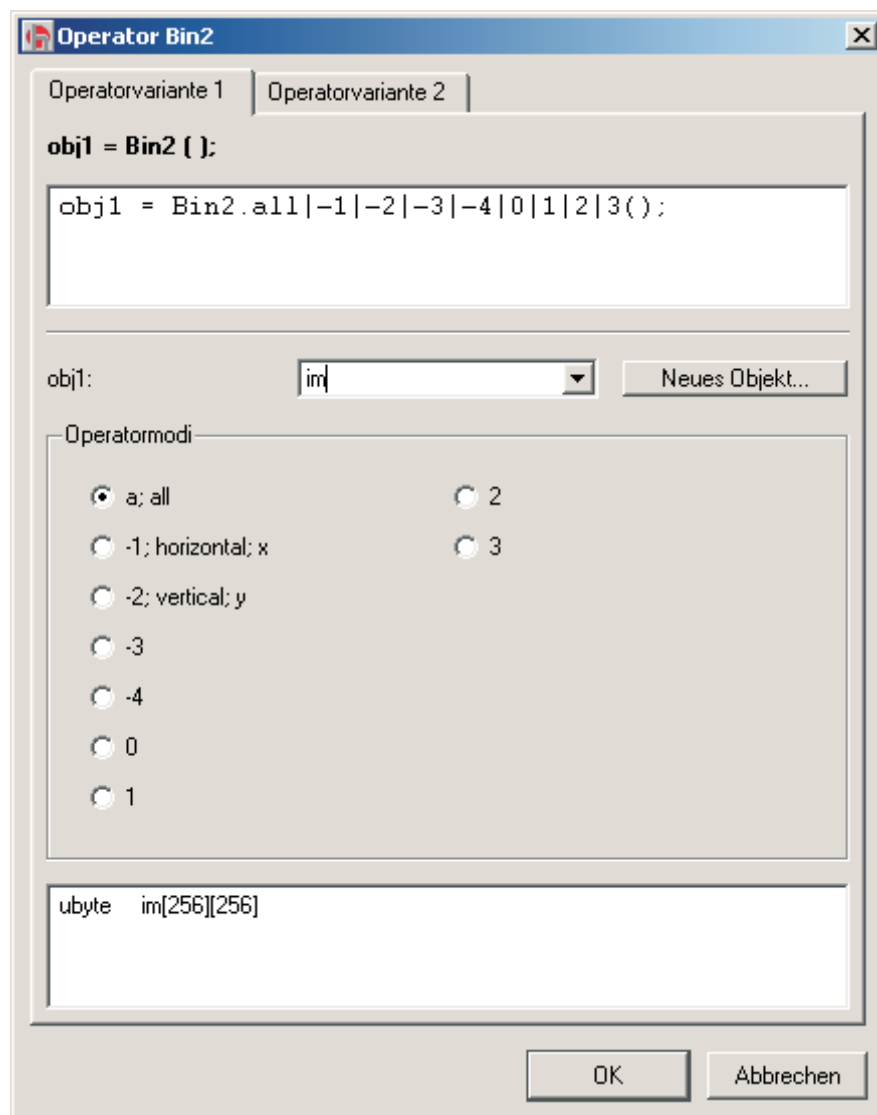 Operator Bin2
Operatorvariante 1 Operatorvariante 2
obj1 = Bin2 ( );
obj1 = Bin2.all|−1|−2|−3|−4|0|1|2|3();
obj1: im Neues Objekt...
Operatormodi
a; all 2
-1; horizontal; x 3
-2; vertical; y
-3
-4
0
1
ubyte im[256][256]
OK Abbrechen